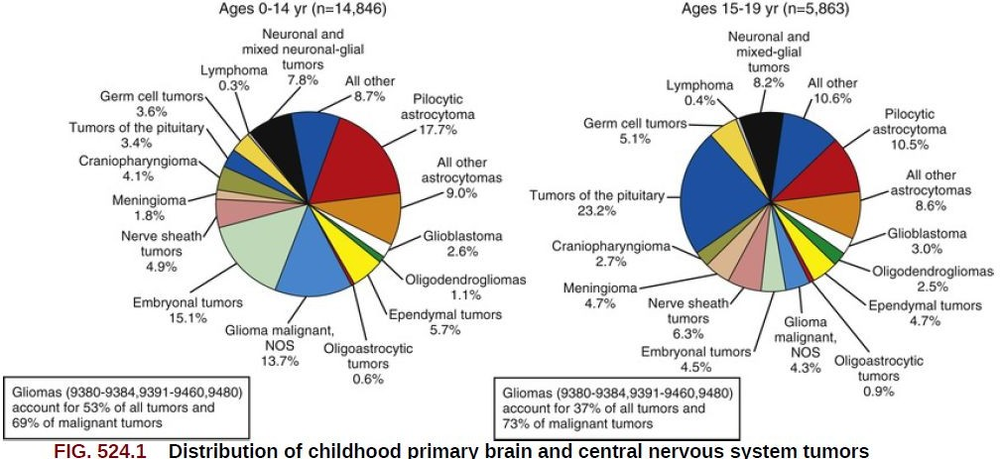 Ages 0-14 yr (n=14,846)
Neuronal and
mixed neuronal-glial
tumors
7.8%
Lymphoma
0.3%
All other
8.7%
Germ cell tumors
3.6%
Pilocytic
astrocytoma
17.7%
Tumors of the pituitary
3.4%
Craniopharyngioma
4.1%
All other
astrocytomas
9.0%
Meningioma
1.8%
Nerve sheath
tumors
4.9%
Glioblastoma
2.6%
Oligodendrogliomas
1.1%
Embryonal tumors
15.1%
Ependymal tumors
5.7%
Glioma malignant,
NOS
13.7%
Oligoastrocytic
tumors
0.6%
Gliomas (9380-9384,9391-9460,9480)
account for 53% of all tumors and
69% of malignant tumors
Ages 15-19 yr (n=5,863)
Neuronal and
mixed-glial
tumors
8.2%
Lymphoma
0.4%
All other
10.6%
Germ cell tumors
5.1%
Pilocytic
astrocytoma
10.5%
Tumors of the pituitary
23.2%
All other
astrocytomas
8.6%
Craniopharyngioma
2.7%
Glioblastoma
3.0%
Meningioma
4.7%
Oligodendrogliomas
2.5%
Nerve sheath
tumors
6.3%
Ependymal tumors
4.7%
Embryonal tumors
4.5%
Glioma
malignant,
NOS
4.3%
Oligoastrocytic
tumors
0.9%
Gliomas (9380-9384,9391-9460,9480)
account for 37% of all tumors and
73% of malignant tumors
FIG. 524.1 Distribution of childhood primary brain and central nervous system tumors